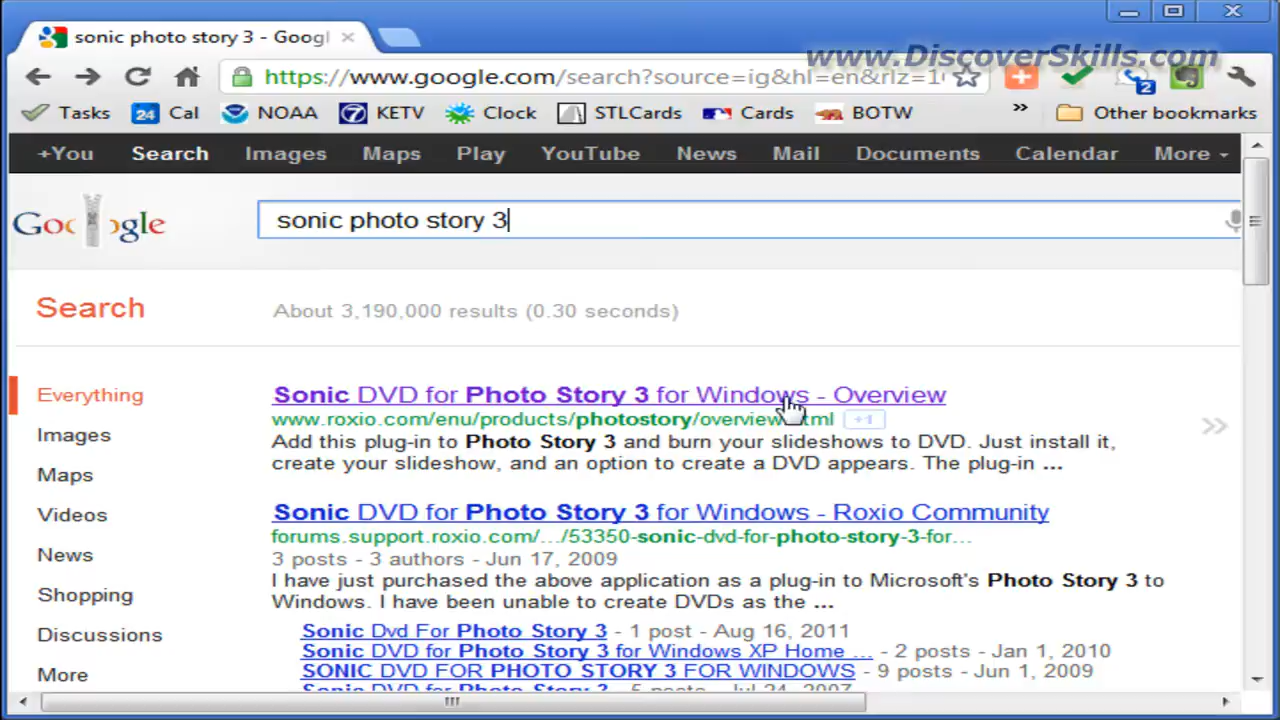 sonic photo story 3 - Googl
www.DiscoverSkills.com
https://www.google.com/search?source=ig&hl=en&rlz=1
2
Tasks 24 Cal NOAA 7 KETV Clock STLCards Cards BOTW » Other bookmarks
+You Search Images Maps Play YouTube News Mail Documents Calendar More
Google sonic photo story 3
Search About 3,190,000 results (0.30 seconds)
Everything
Images
Maps
Videos
News
Shopping
Discussions
More
Sonic DVD for Photo Story 3 for Windows - Overview
www.roxio.com/enu/products/photostory/overview.html +1
Add this plug-in to Photo Story 3 and burn your slideshows to DVD. Just install it,
create your slideshow, and an option to create a DVD appears. The plug-in ...
Sonic DVD for Photo Story 3 for Windows - Roxio Community
forums.support.roxio.com/.../53350-sonic-dvd-for-photo-story-3-for...
3 posts - 3 authors - Jun 17, 2009
I have just purchased the above application as a plug-in to Microsoft's Photo Story 3 to
Windows. I have been unable to create DVDs as the ...
Sonic Dvd For Photo Story 3 - 1 post - Aug 16, 2011
Sonic DVD for Photo Story 3 for Windows XP Home ... - 2 posts - Jan 1, 2010
SONIC DVD FOR PHOTO STORY 3 FOR WINDOWS - 9 posts - Jun 1, 2009
Sonic DVD for Photo Story 3 - 5 posts - Jul 24, 2007